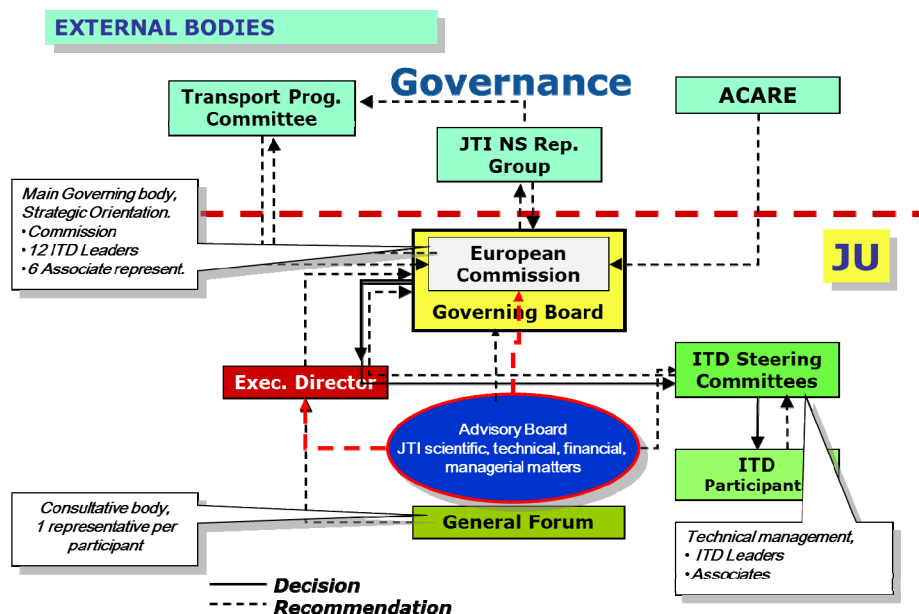 EXTERNAL BODIES
Governance
Transport Prog.
Committee
ACARE
JTI NS Rep.
Group
Main Governing body,
Strategic Orientation.
• Commission
• 12 ITD Leaders
• 6 Associate represent.
European
Commission
Governing Board
JU
Exec. Director
ITD Steering
Committees
Advisory Board
JTI scientific, technical, financial,
managerial matters
ITD
Participant
Consultative body,
1 representative per
participant
General Forum
Technical management,
• ITD Leaders
• Associates
Decision
Recommendation